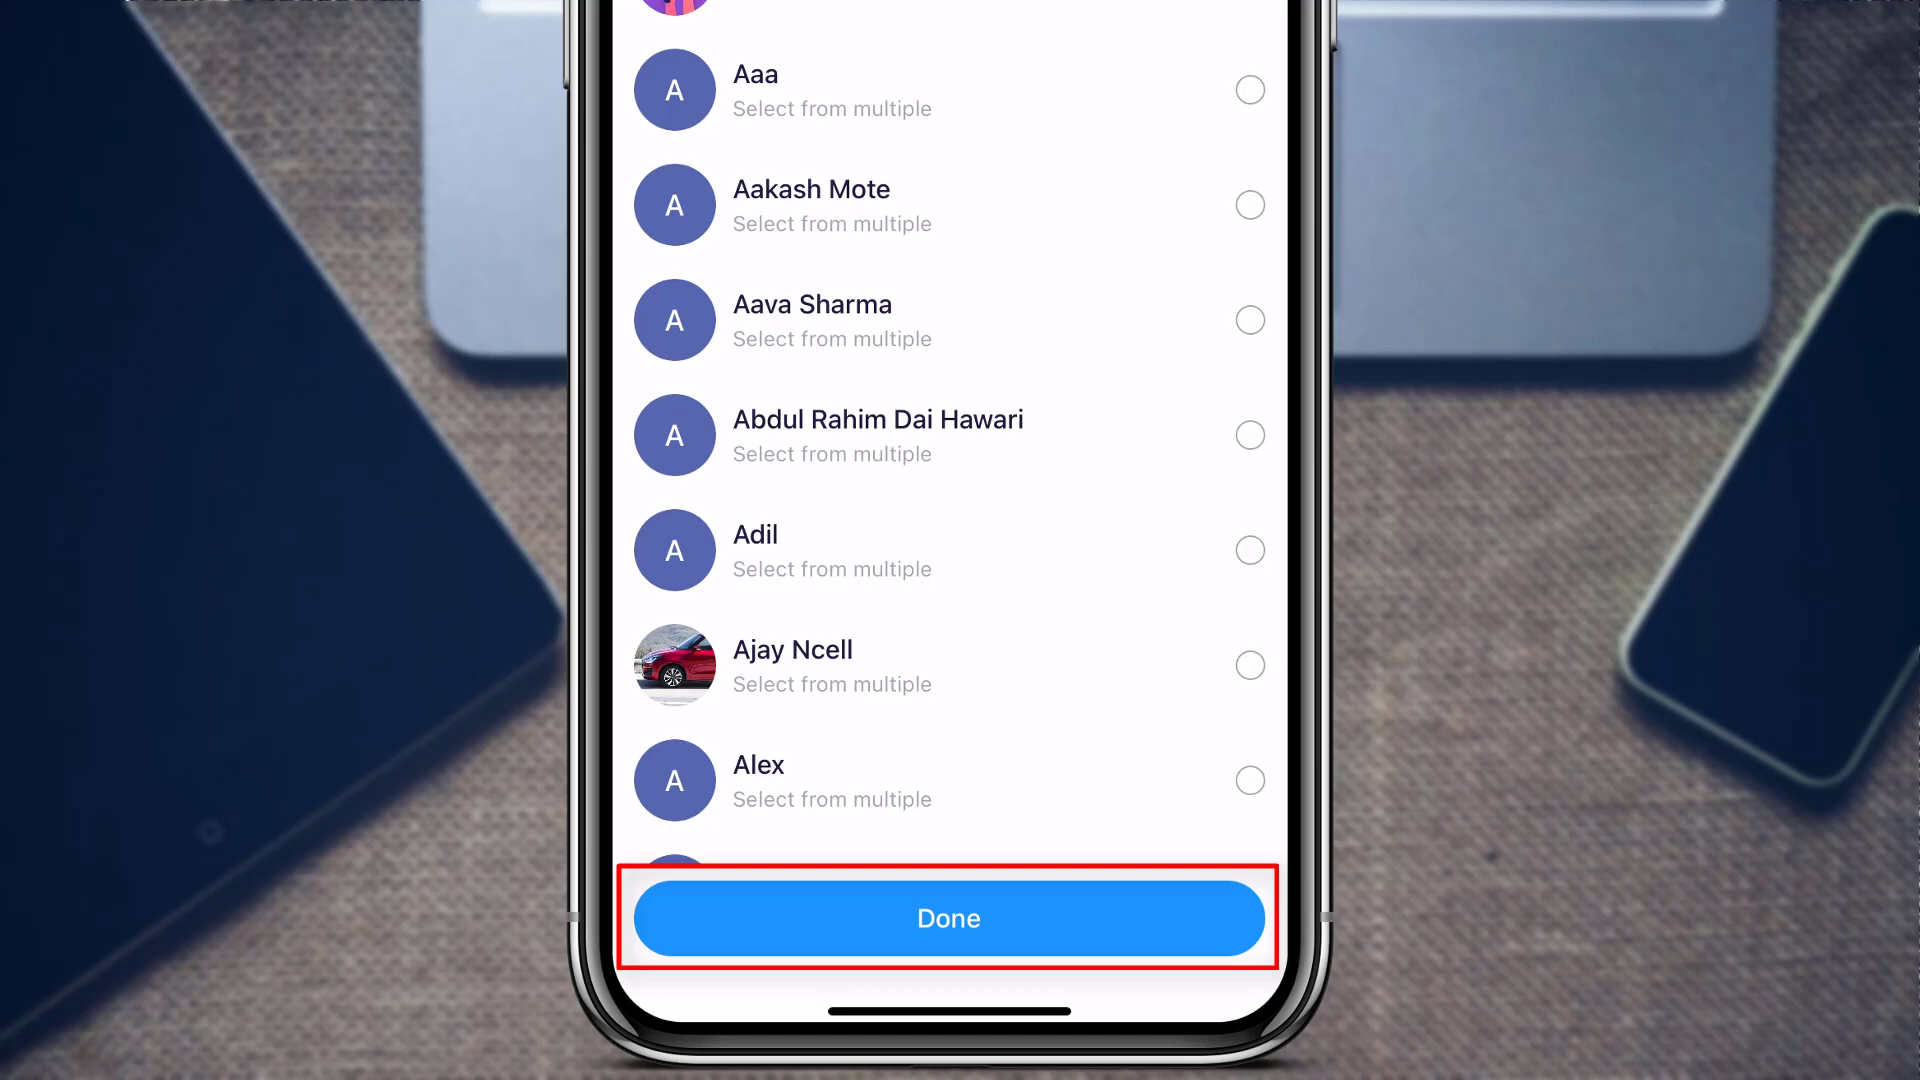 A
Aaa
Select from multiple
A
Aakash Mote
Select from multiple
A
Aava Sharma
Select from multiple
A
Abdul Rahim Dai Hawari
Select from multiple
A
Adil
Select from multiple
Ajay Ncell
Select from multiple
A
Alex
Select from multiple
Done